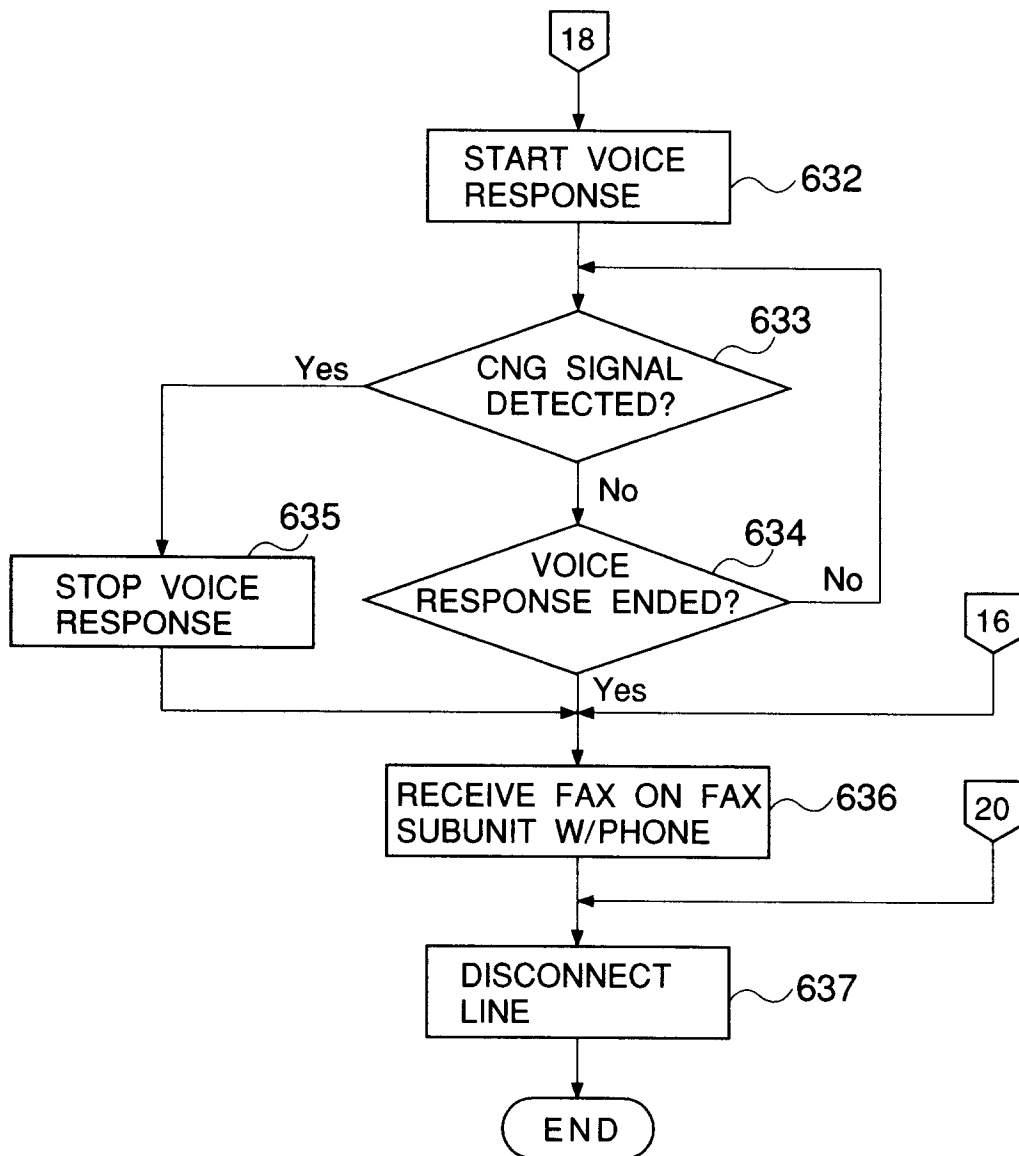 18
START VOICE
RESPONSE
632
633
Yes
CNG SIGNAL
DETECTED?
No
635
634
STOP VOICE
RESPONSE
VOICE
RESPONSE ENDED?
No
16
Yes
RECEIVE FAX ON FAX
SUBUNIT W/PHONE
636
20
DISCONNECT
LINE
637
END